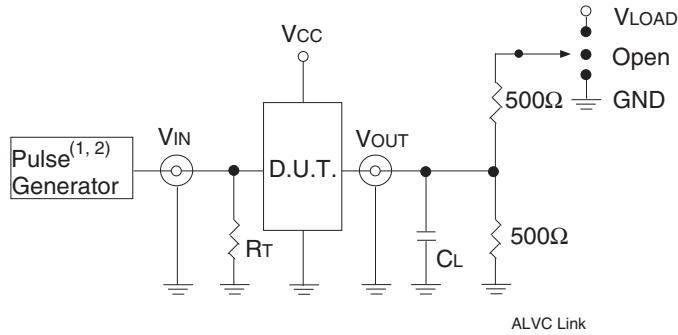 VLOAD
VCC
Open
500Ω
GND
VIN
VOUT
Pulse(1, 2)
Generator
D.U.T.
RT
CL
500Ω
ALVC Link